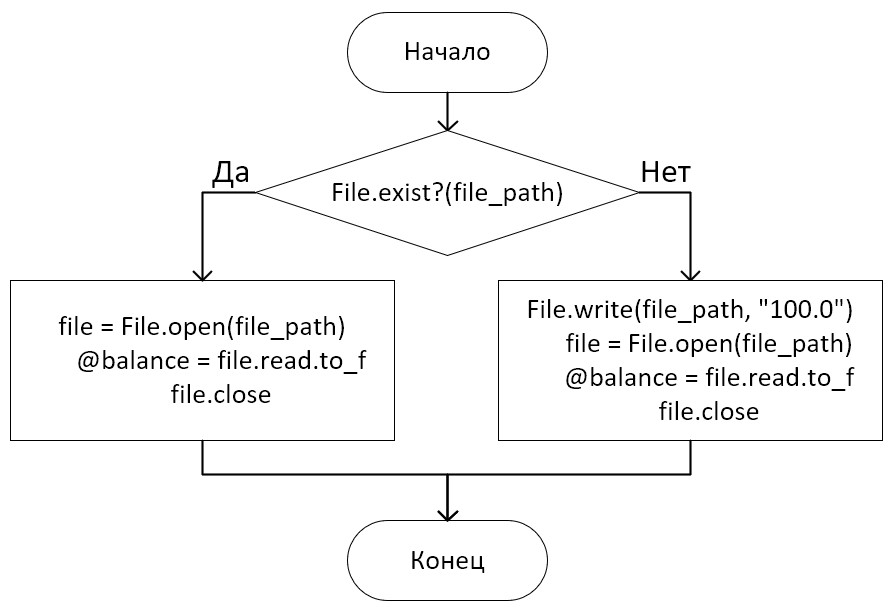 Начало
Да
Нет
File.exist?(file_path)
file = File.open(file_path)
@balance = file.read.to_f
file.close
File.write(file_path, "100.0")
file = File.open(file_path)
@balance = file.read.to_f
file.close
Конец